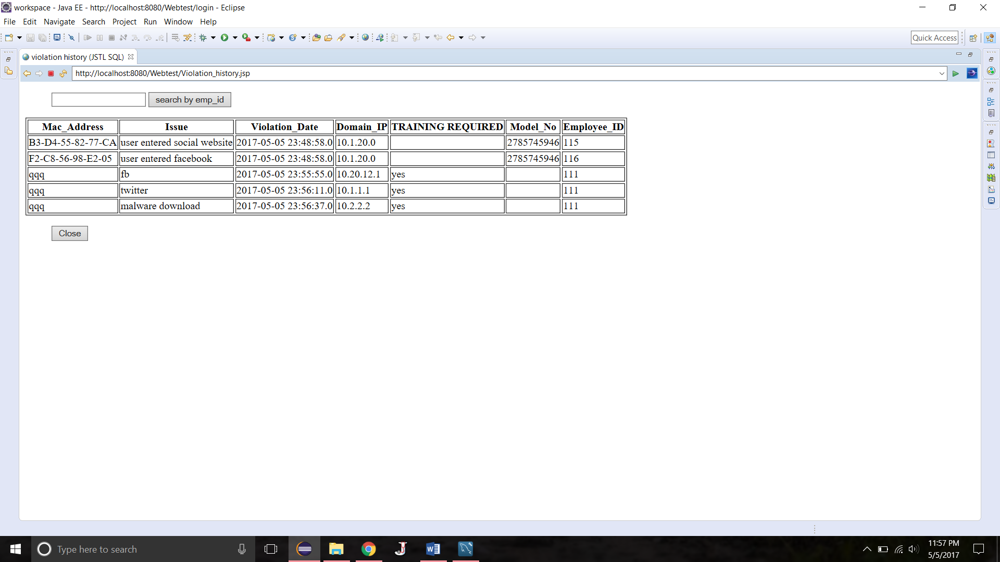 workspace - Java EE - http://localhost:8080/Webtest/login - Eclipse
File Edit Navigate Search Project Run Window Help
Quick Access
violation history (JSTL SQL)
http://localhost:8080/Webtest/Violation_history.jsp
search by emp_id
Mac_Address Issue Violation_Date Domain_IP TRAINING REQUIRED Model_No Employee_ID
B3-D4-55-82-77-CA user entered social website 2017-05-05 23:48:58.0 10.1.20.0 2785745946 115
F2-C8-56-98-E2-05 user entered facebook 2017-05-05 23:48:58.0 10.1.20.0 2785745946 116
qqq fb 2017-05-05 23:55:55.0 10.20.12.1 yes 111
qqq twitter 2017-05-05 23:56:11.0 10.1.1.1 yes 111
qqq malware download 2017-05-05 23:56:37.0 10.2.2.2 yes 111
Close
Type here to search
11:57 PM
5/5/2017